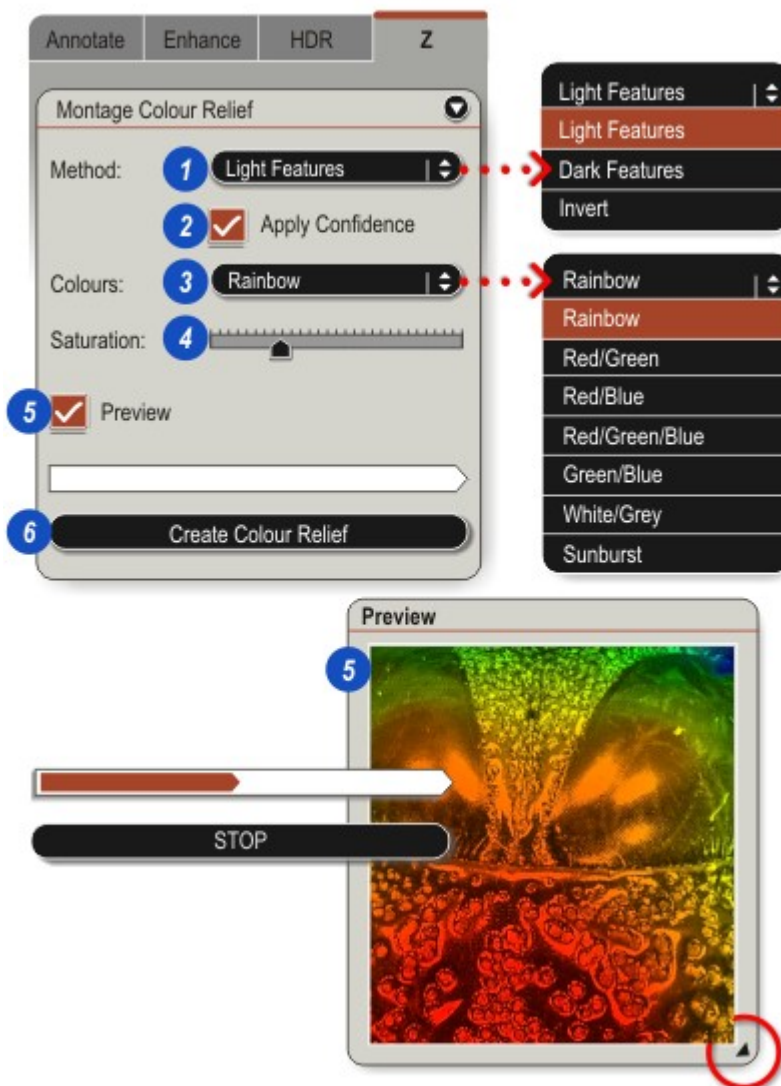 Annotate Enhance HDR Z
Montage Colour Relief
Method: 1 Light Features
2 Apply Confidence
Colours: 3 Rainbow
Saturation: 4
5 Preview
6 Create Colour Relief
Light Features
Light Features
Dark Features
Invert
Rainbow
Rainbow
Red/Green
Red/Blue
Red/Green/Blue
Green/Blue
White/Grey
Sunburst
Preview
5
STOP